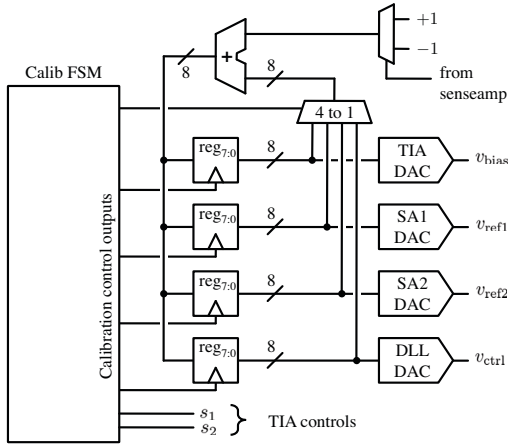 +1
−1
from
senseamp
8
+
8
Calib FSM
4 to 1
Calibration control outputs
reg7:0
8
TIA
DAC
vbias
reg7:0
8
SA1
DAC
vref1
reg7:0
8
SA2
DAC
vref2
reg7:0
8
DLL
DAC
vctrl
s1
s2
TIA controls